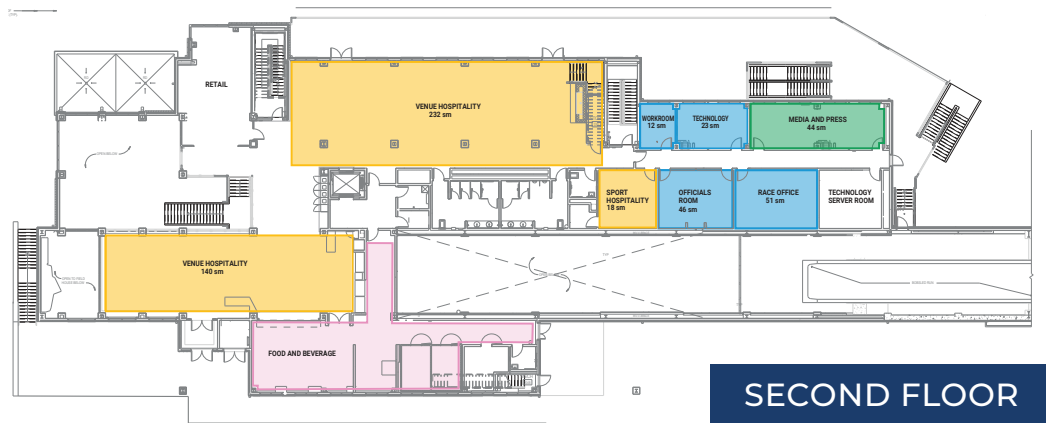 RETAIL
VENUE HOSPITALITY
232 sm
WORKROOM
12 sm
TECHNOLOGY
23 sm
MEDIA AND PRESS
44 sm
SPORT
HOSPITALITY
18 sm
OFFICIALS
ROOM
46 sm
RACE OFFICE
51 sm
TECHNOLOGY
SERVER ROOM
VENUE HOSPITALITY
140 sm
FOOD AND BEVERAGE
SECOND FLOOR